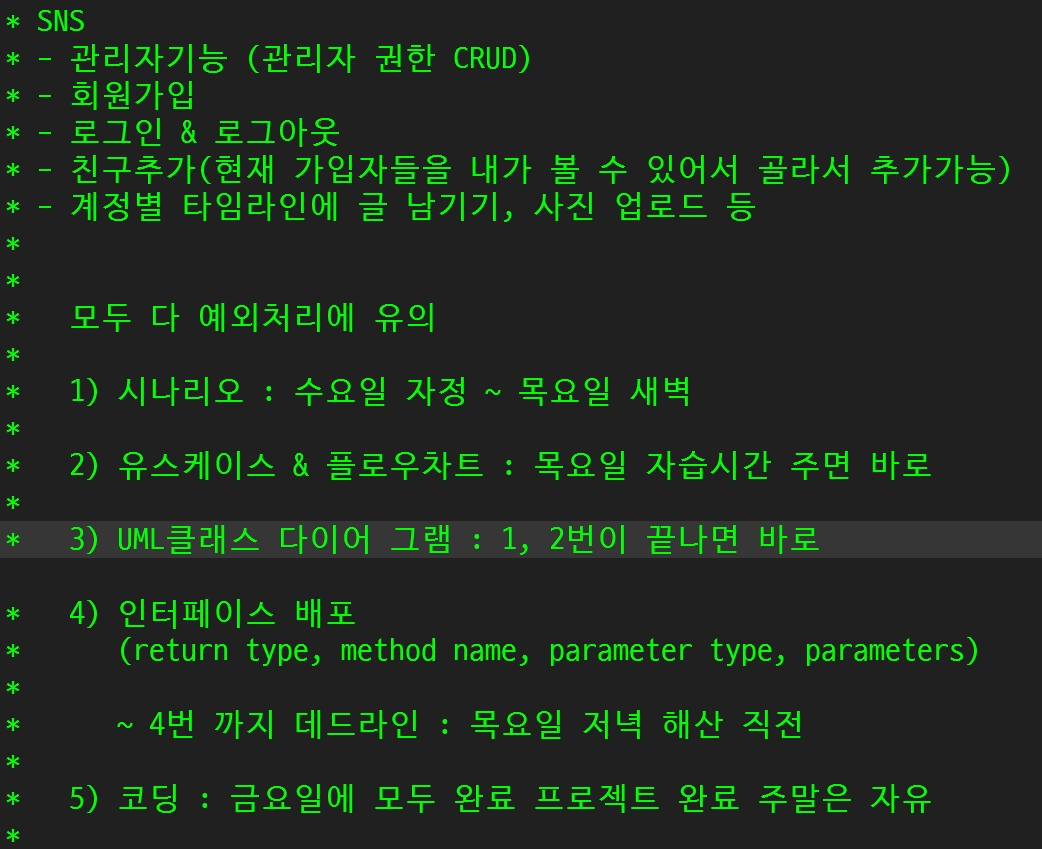 * SNS
* - 관리자기능 (관리자 권한 CRUD)
* - 회원가입
* - 로그인 & 로그아웃
* - 친구추가(현재 가입자들을 내가 볼 수 있어서 골라서 추가가능)
* - 계정별 타임라인에 글 남기기, 사진 업로드 등
*
*
* 모두 다 예외처리에 유의
*
* 1) 시나리오 : 수요일 자정 ~ 목요일 새벽
*
* 2) 유스케이스 & 플로우차트 : 목요일 자습시간 주면 바로
*
* 3) UML클래스 다이어 그램 : 1, 2번이 끝나면 바로
* 4) 인터페이스 배포
* (return type, method name, parameter type, parameters)
*
* ~ 4번 까지 데드라인 : 목요일 저녁 해산 직전
*
* 5) 코딩 : 금요일에 모두 완료 프로젝트 완료 주말은 자유
*